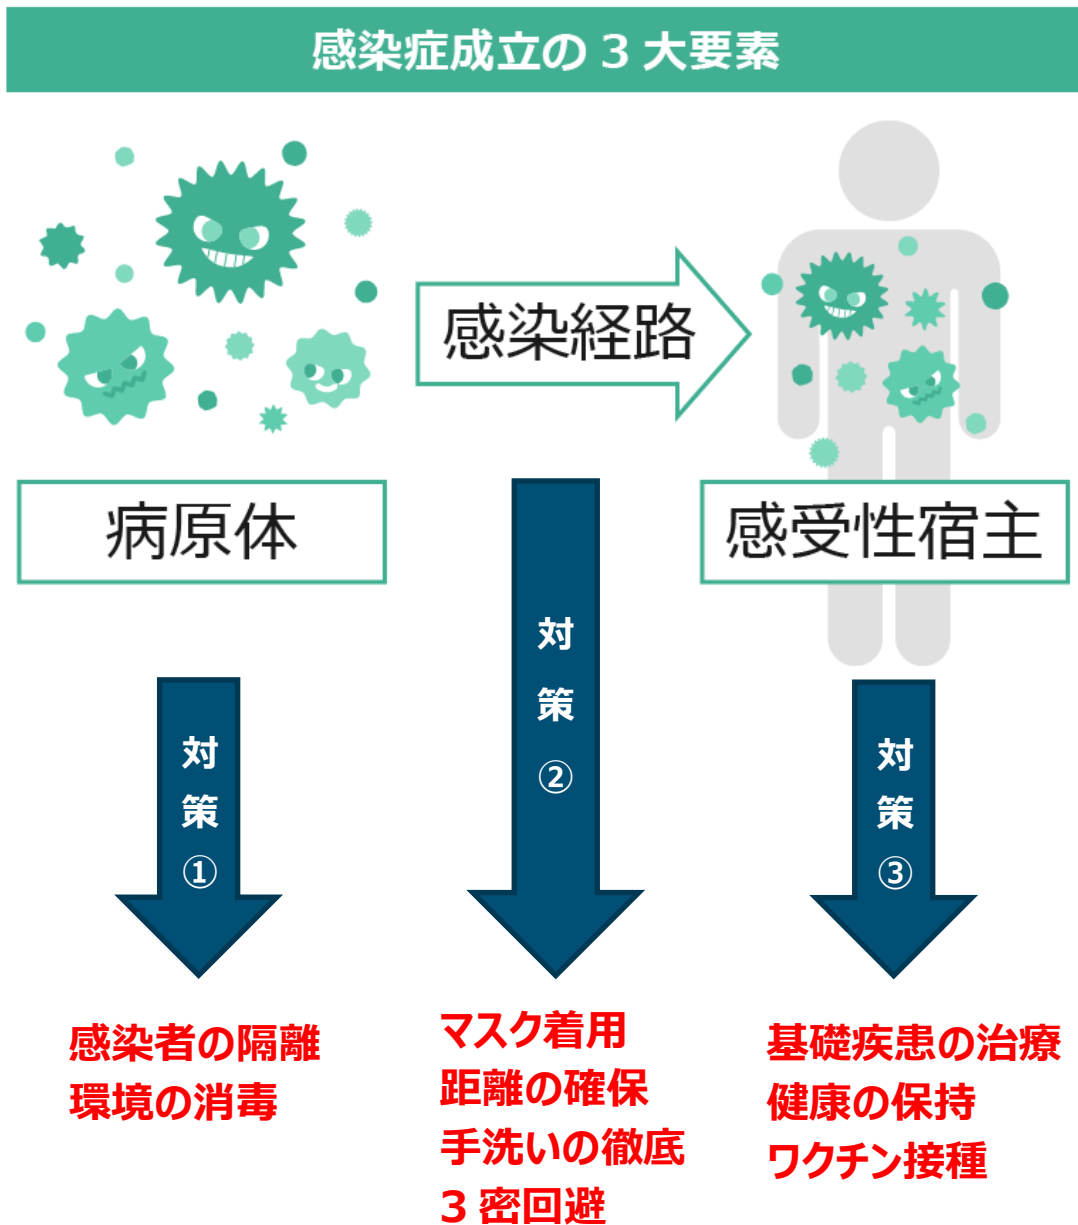 感染症成立の３大要素
感染経路
病原体
感受性宿主
対策①
対策②
対策③
感染者の隔離
環境の消毒
マスク着用
距離の確保
手洗いの徹底
３密回避
基礎疾患の治療
健康の保持
ワクチン接種